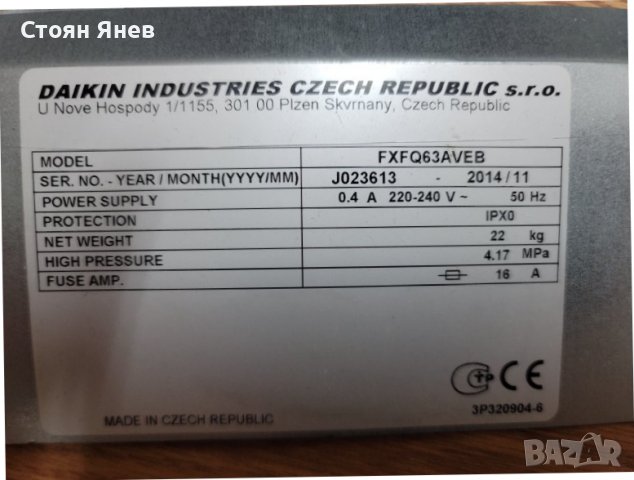 Стоян Янев
DAIKIN INDUSTRIES CZECH REPUBLIC s.r.o.
U Nove Hospody 1/1155, 301 00 Plzen Skvrnany, Czech Republic
MODEL FXFQ63AVEB
SER. NO. - YEAR / MONTH(YYYY/MM) J023613 - 2014/11
POWER SUPPLY 0.4 A 220-240 V ~ 50 Hz
PROTECTION IPX0
NET WEIGHT 22 kg
HIGH PRESSURE 4.17 MPa
FUSE AMP. 16 A
CE
3P320904-6
MADE IN CZECH REPUBLIC
BAZAR